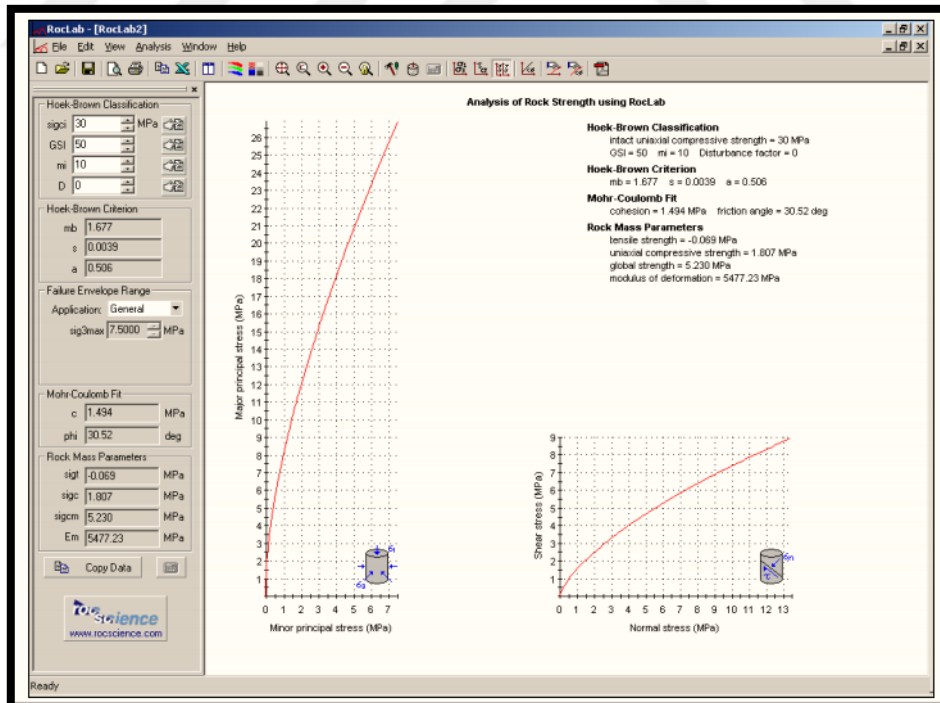 RocLab - [RocLab2]
File Edit View Analysis Window Help
Hoek-Brown Classification
sigci 30 MPa
GSI 50
mi 10
D 0
Hoek-Brown Criterion
mb 1.677
s 0.0039
a 0.506
Failure Envelope Range
Application: General
sig3max 7.5000 MPa
Mohr-Coulomb Fit
c 1.494 MPa
phi 30.52 deg
Rock Mass Parameters
sigt -0.069 MPa
sigc 1.807 MPa
sigcm 5.230 MPa
Em 5477.23 MPa
Copy Data
rocscience
www.rocscience.com
Ready
Analysis of Rock Strength using RocLab
Hoek-Brown Classification
intact uniaxial compressive strength = 30 MPa
GSI = 50 mi = 10 Disturbance factor = 0
Hoek-Brown Criterion
mb = 1.677 s = 0.0039 a = 0.506
Mohr-Coulomb Fit
cohesion = 1.494 MPa friction angle = 30.52 deg
Rock Mass Parameters
tensile strength = -0.069 MPa
uniaxial compressive strength = 1.807 MPa
global strength = 5.230 MPa
modulus of deformation = 5477.23 MPa
Major principal stress (MPa)
26
25
24
23
22
21
20
19
18
17
16
15
14
13
12
11
10
9
8
7
6
5
4
3
2
1
0 1 2 3 4 5 6 7
Minor principal stress (MPa)
Shear stress (MPa)
9
8
7
6
5
4
3
2
1
0 1 2 3 4 5 6 7 8 9 10 11 12 13
Normal stress (MPa)